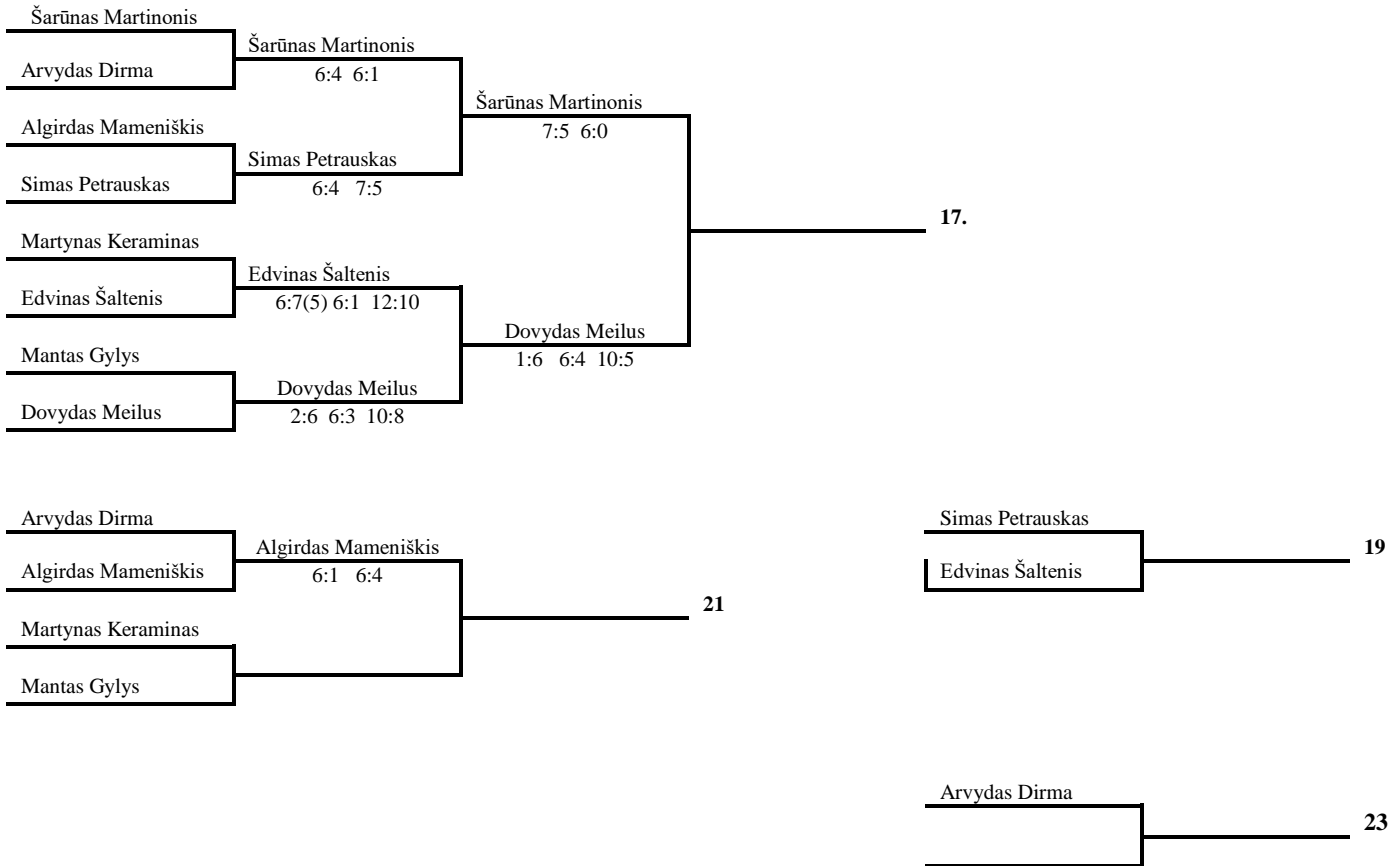 Šarūnas Martinonis
Šarūnas Martinonis
Arvydas Dirma
6:4 6:1
Šarūnas Martinonis
Algirdas Mameniškis
7:5 6:0
Simas Petrauskas
Simas Petrauskas
6:4 7:5
17.
Martynas Keraminas
Edvinas Šaltenis
Edvinas Šaltenis
6:7(5) 6:1 12:10
Dovydas Meilus
Mantas Gylys
1:6 6:4 10:5
Dovydas Meilus
Dovydas Meilus
2:6 6:3 10:8
Arvydas Dirma
Simas Petrauskas
Algirdas Mameniškis
19
Algirdas Mameniškis
6:1 6:4
Edvinas Šaltenis
21
Martynas Keraminas
Mantas Gylys
Arvydas Dirma
23